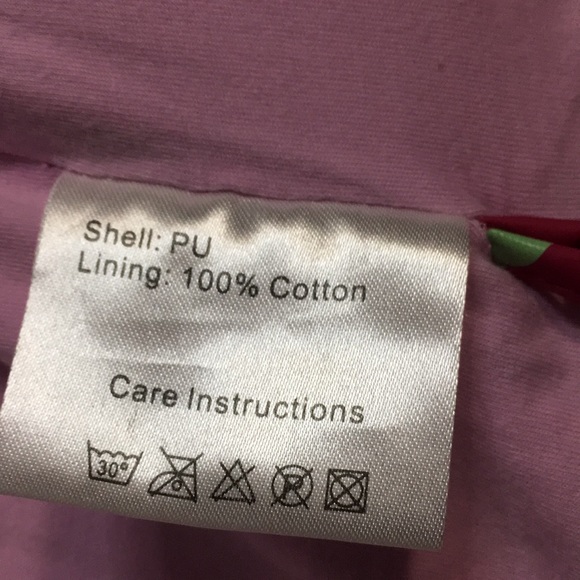 Shell: PU
Lining: 100% Cotton
Care Instructions
30° P